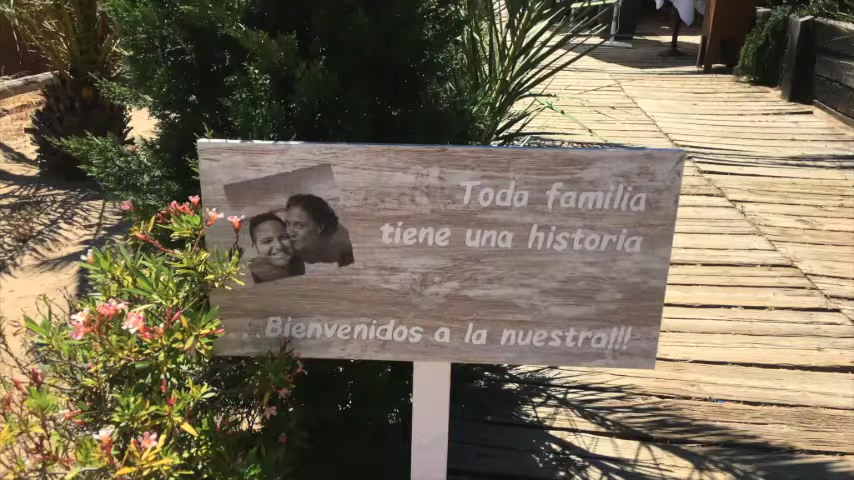 Toda familia
tiene una historia
...Bienvenidos a la nuestra!!!